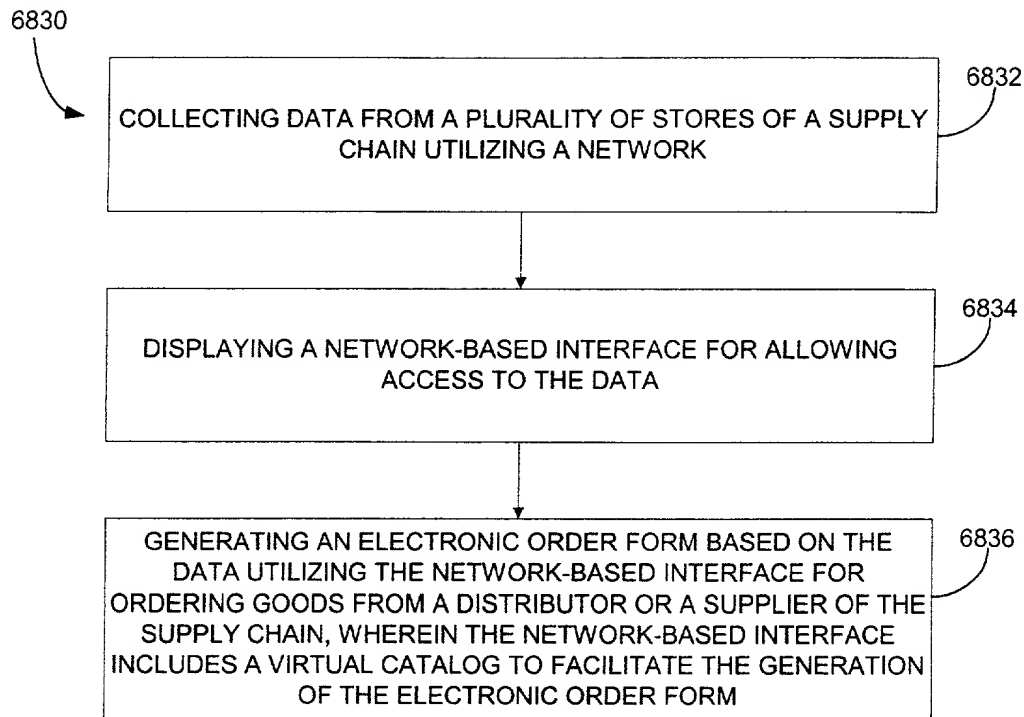 6830
6832
COLLECTING DATA FROM A PLURALITY OF STORES OF A SUPPLY
CHAIN UTILIZING A NETWORK
6834
DISPLAYING A NETWORK-BASED INTERFACE FOR ALLOWING
ACCESS TO THE DATA
6836
GENERATING AN ELECTRONIC ORDER FORM BASED ON THE
DATA UTILIZING THE NETWORK-BASED INTERFACE FOR
ORDERING GOODS FROM A DISTRIBUTOR OR A SUPPLIER OF THE
SUPPLY CHAIN, WHEREIN THE NETWORK-BASED INTERFACE
INCLUDES A VIRTUAL CATALOG TO FACILITATE THE GENERATION
OF THE ELECTRONIC ORDER FORM